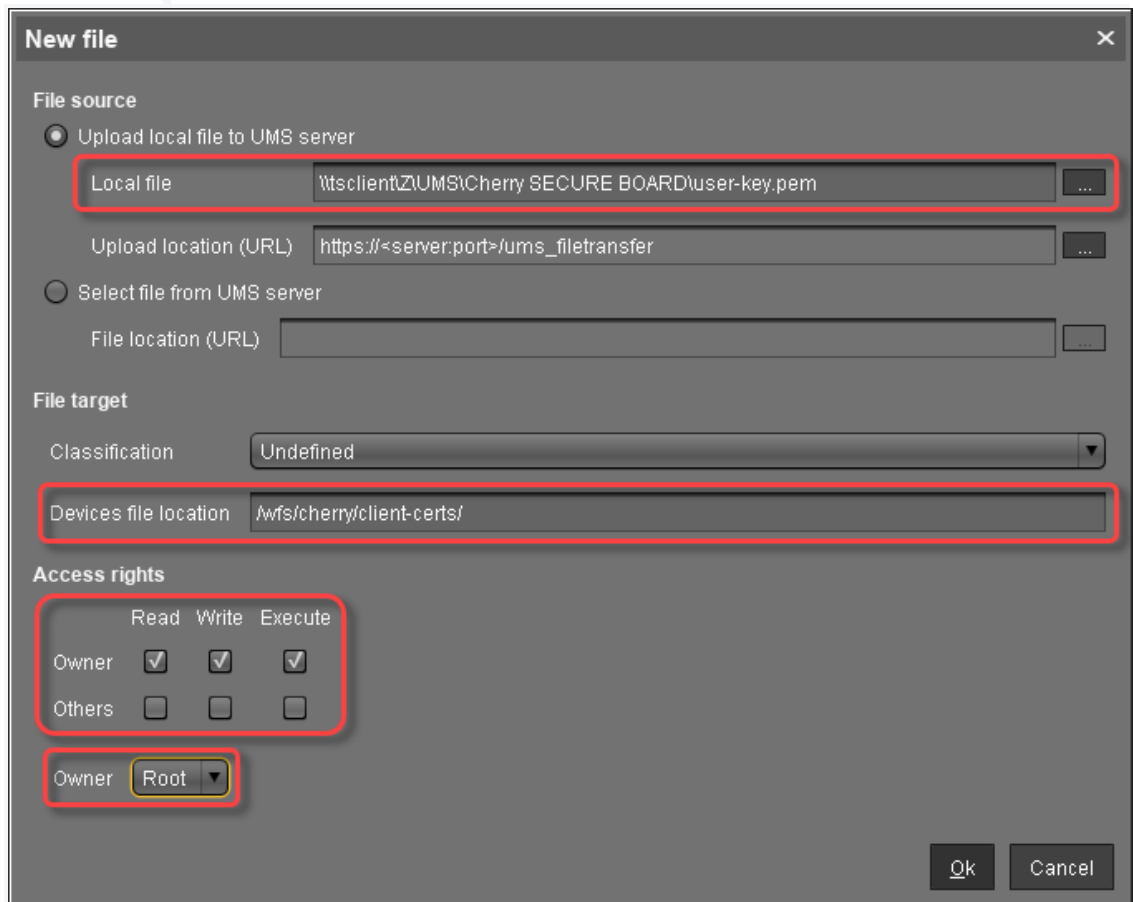 New file
File source
Upload local file to UMS server
Local file \\tsclient\Z\UMS\Cherry SECURE BOARD\user-key.pem ...
Upload location (URL) https://<server:port>/ums_filetransfer ...
Select file from UMS server
File location (URL) ...
File target
Classification Undefined
Devices file location /wfs/cherry/client-certs/
Access rights
Read Write Execute
Owner
Others
Owner Root
Ok Cancel